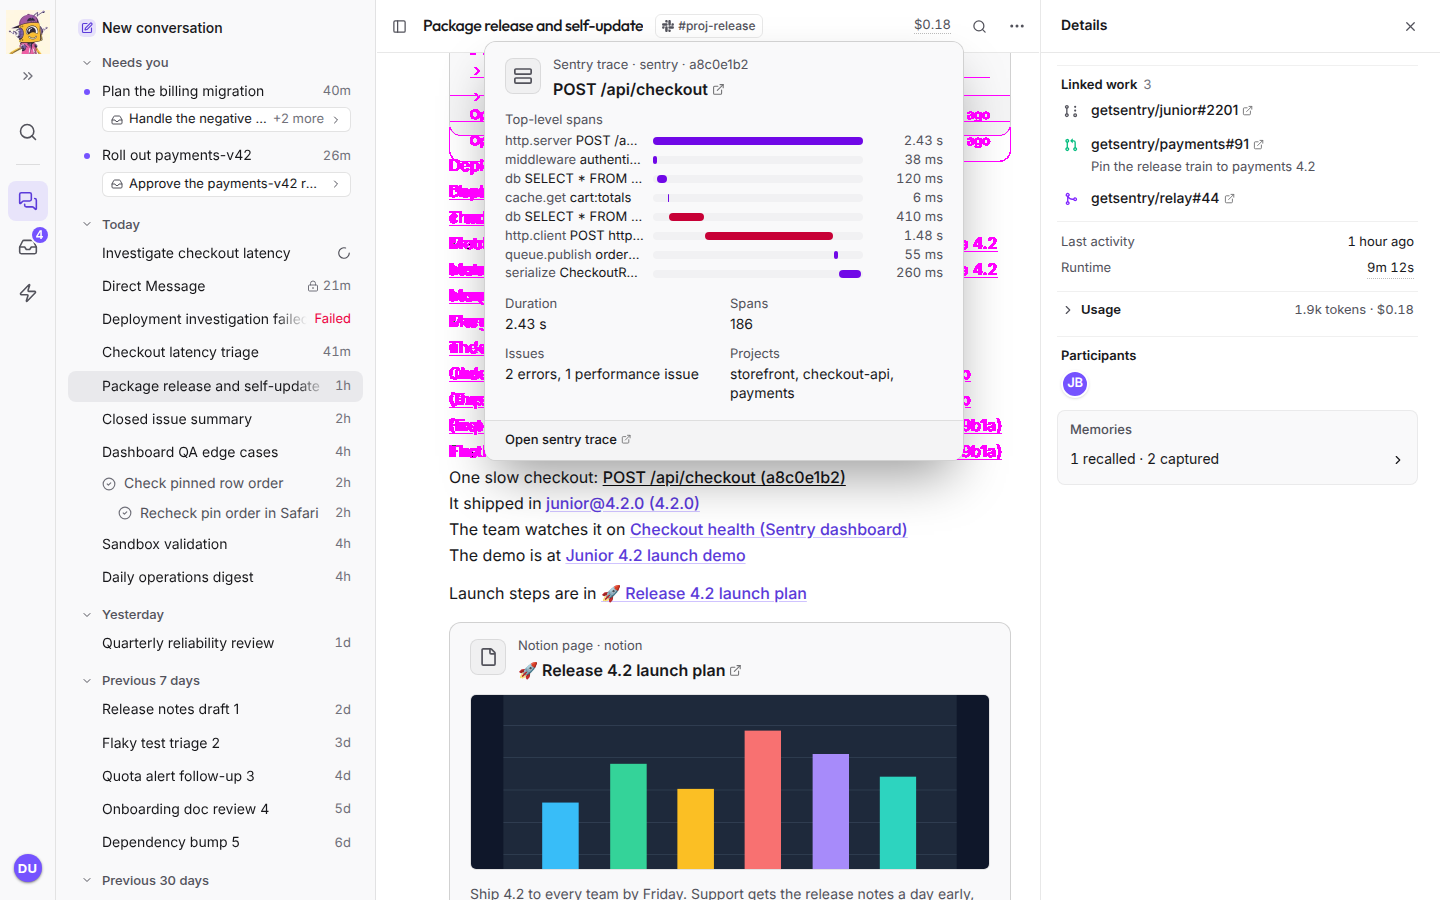 New conversation
Needs you
Plan the billing migration 40m
Handle the negative ... +2 more
Roll out payments-v42 26m
Approve the payments-v42 r...
4
Today
Investigate checkout latency
Direct Message 21m
Deployment investigation failed Failed
Checkout latency triage 41m
Package release and self-update 1h
Closed issue summary 2h
Dashboard QA edge cases 4h
Check pinned row order 2h
Recheck pin order in Safari 2h
Sandbox validation 4h
Daily operations digest 4h
Yesterday
Quarterly reliability review 1d
Previous 7 days
Release notes draft 1 2d
Flaky test triage 2 3d
Quota alert follow-up 3 4d
Onboarding doc review 4 5d
Dependency bump 5 6d
Previous 30 days
DU
Package release and self-update #proj-release $0.18
ago
ago
4.2
4.2
9b1a)
9b1a)
Sentry trace · sentry · a8c0e1b2
POST /api/checkout
Top-level spans
http.server POST /a... 2.43 s
middleware authenti... 38 ms
db SELECT * FROM ... 120 ms
cache.get cart:totals 6 ms
db SELECT * FROM ... 410 ms
http.client POST http... 1.48 s
queue.publish order... 55 ms
serialize CheckoutR... 260 ms
Duration Spans
2.43 s 186
Issues Projects
2 errors, 1 performance issue storefront, checkout-api,
payments
Open sentry trace
One slow checkout: POST /api/checkout (a8c0e1b2)
It shipped in junior@4.2.0 (4.2.0)
The team watches it on Checkout health (Sentry dashboard)
The demo is at Junior 4.2 launch demo
Launch steps are in 🚀 Release 4.2 launch plan
Notion page · notion
🚀 Release 4.2 launch plan
Ship 4.2 to every team by Friday. Support gets the release notes a day early,
Details
Linked work 3
getsentry/junior#2201
getsentry/payments#91
Pin the release train to payments 4.2
getsentry/relay#44
Last activity 1 hour ago
Runtime 9m 12s
Usage 1.9k tokens · $0.18
Participants
JB
Memories
1 recalled · 2 captured